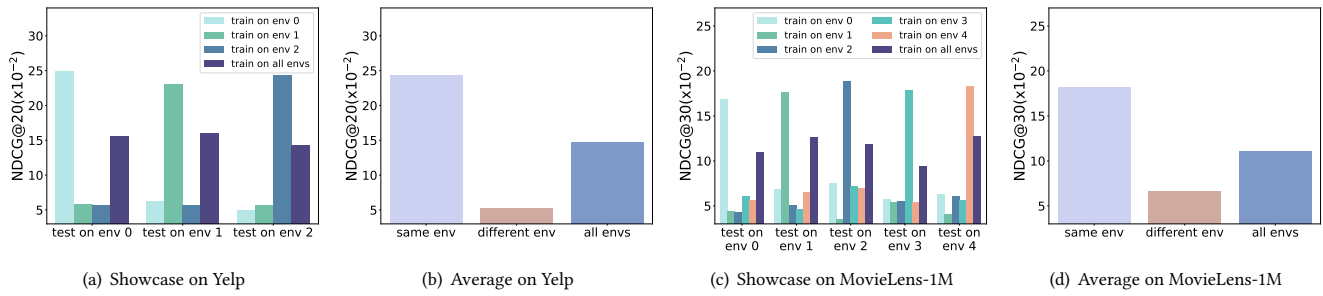 NDCG@20(x10⁻²)
30
25
20
15
10
5
train on env 0
train on env 1
train on env 2
train on all envs
test on env 0 test on env 1 test on env 2
(a) Showcase on Yelp
NDCG@20(x10⁻²)
30
25
20
15
10
5
same env different env all envs
(b) Average on Yelp
NDCG@30(x10⁻²)
25
20
15
10
5
train on env 0 train on env 3
train on env 1 train on env 4
train on env 2 train on all envs
test on test on test on test on test on
env 0 env 1 env 2 env 3 env 4
(c) Showcase on MovieLens-1M
NDCG@30(x10⁻²)
25
20
15
10
5
same env different env all envs
(d) Average on MovieLens-1M